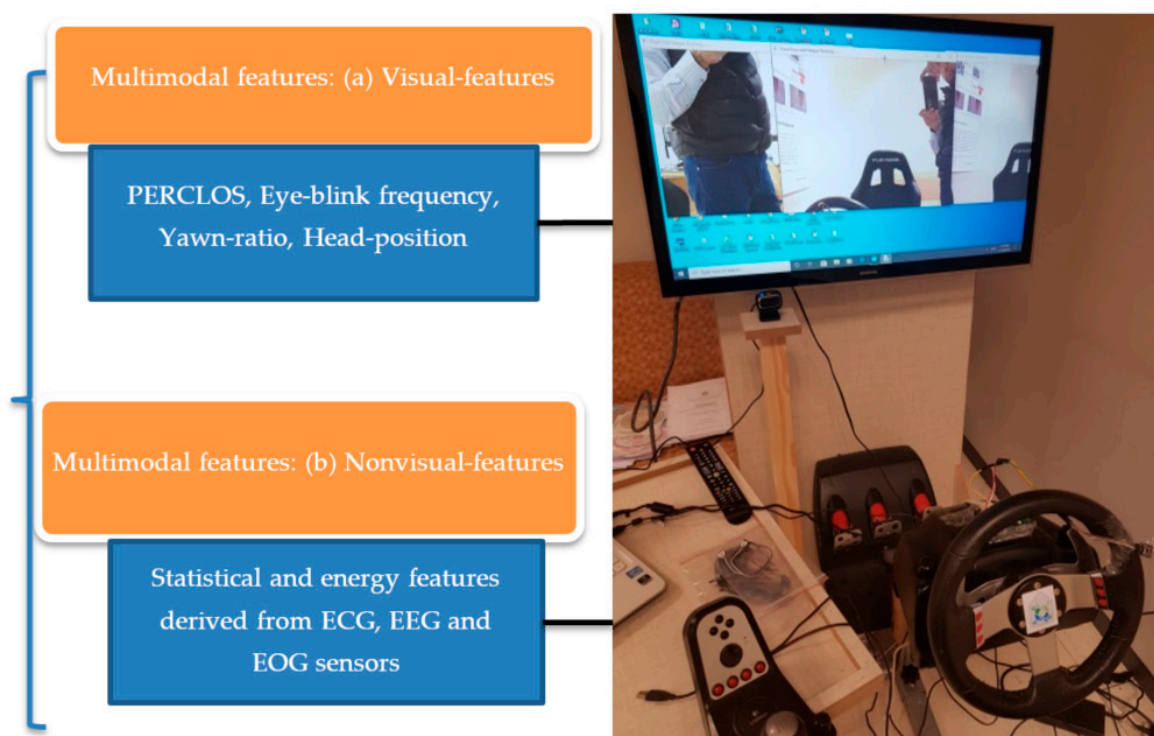 Multimodal features: (a) Visual-features
PERCLOS, Eye-blink frequency,
Yawn-ratio, Head-position
Multimodal features: (b) Nonvisual-features
Statistical and energy features
derived from ECG, EEG and
EOG sensors
SAMSUNG